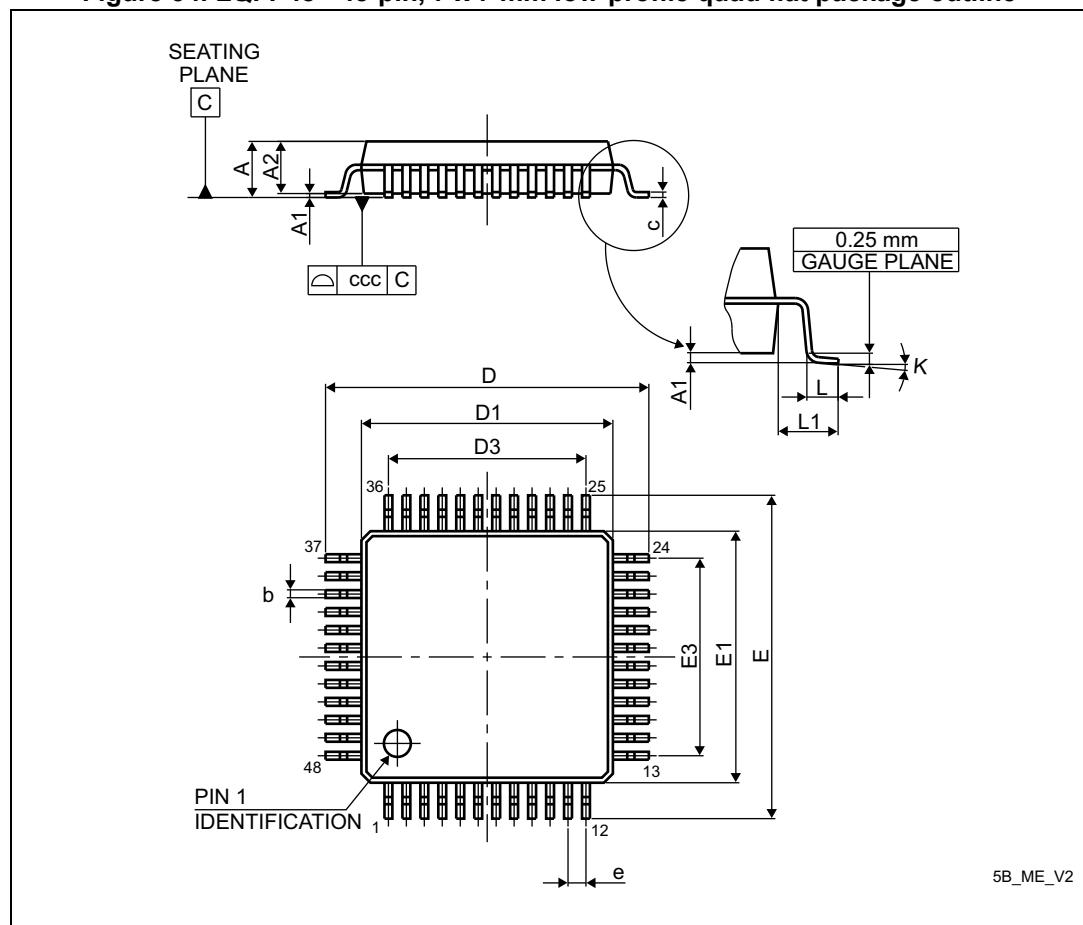 SEATING
PLANE
C
A
A2
A1
c
ccc C
0.25 mm
GAUGE PLANE
A1
K
L
L1
D
D1
D3
36
25
37
24
b
E3
E1
E
48
13
PIN 1
IDENTIFICATION
1
12
e
5B_ME_V2